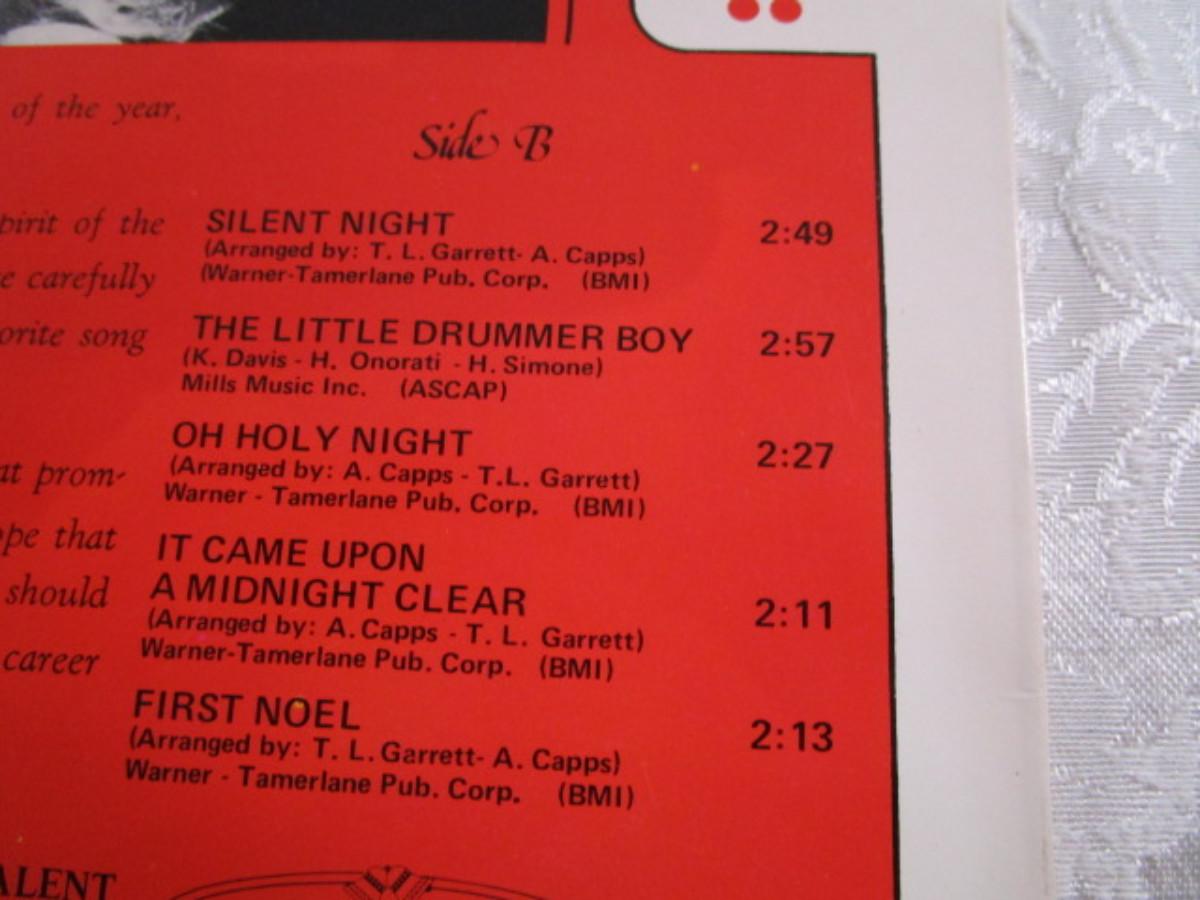 of the year,
Side B
pirit of the
carefully
song
prom-
that
should
career
SILENT NIGHT 2:49
(Arranged by: T. L. Garrett- A. Capps)
(Warner-Tamerlane Pub. Corp. (BMI)
THE LITTLE DRUMMER BOY 2:57
(K. Davis - H. Onorati - H. Simone)
Mills Music Inc. (ASCAP)
OH HOLY NIGHT 2:27
(Arranged by: A. Capps - T.L. Garrett)
Warner - Tamerlane Pub. Corp. (BMI)
IT CAME UPON
A MIDNIGHT CLEAR 2:11
(Arranged by: A. Capps - T. L. Garrett)
Warner-Tamerlane Pub. Corp. (BMI)
FIRST NOEL 2:13
(Arranged by: T. L. Garrett- A. Capps)
Warner - Tamerlane Pub. Corp. (BMI)
ALENT